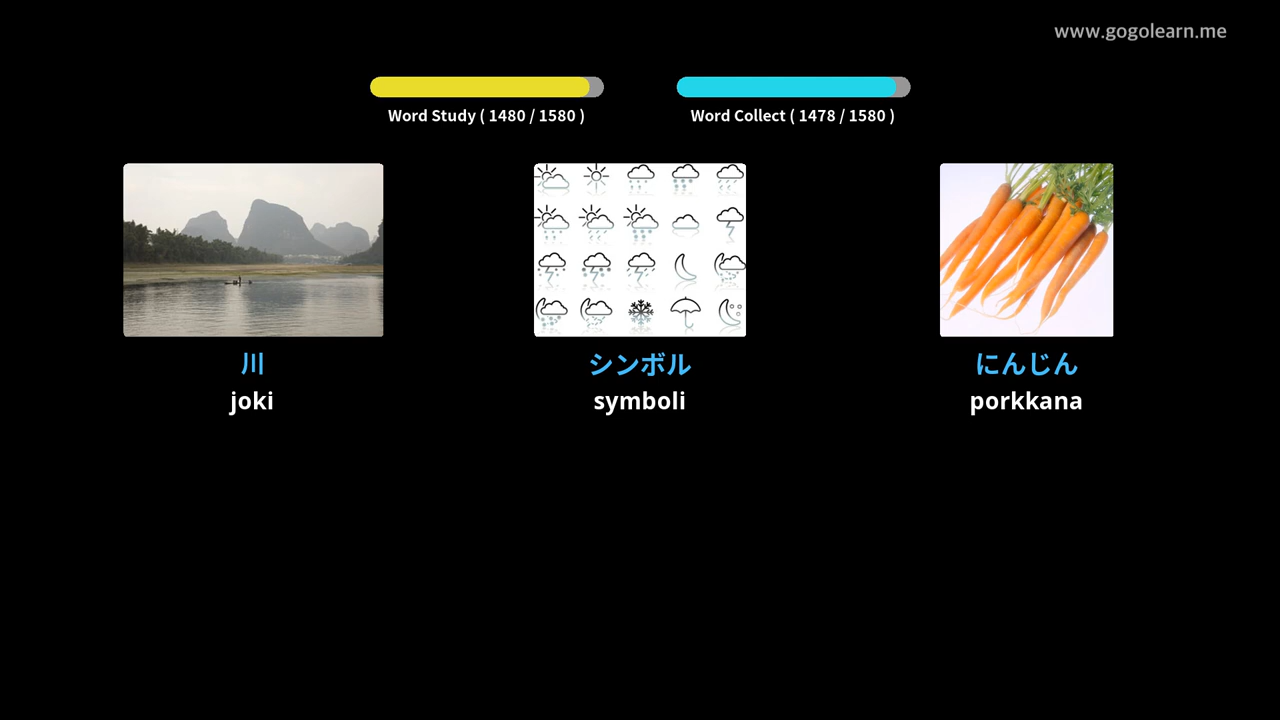 www.gogolearn.me
Word Study ( 1480 / 1580 )
Word Collect ( 1478 / 1580 )
川
joki
シンボル
symboli
にんじん
porkkana